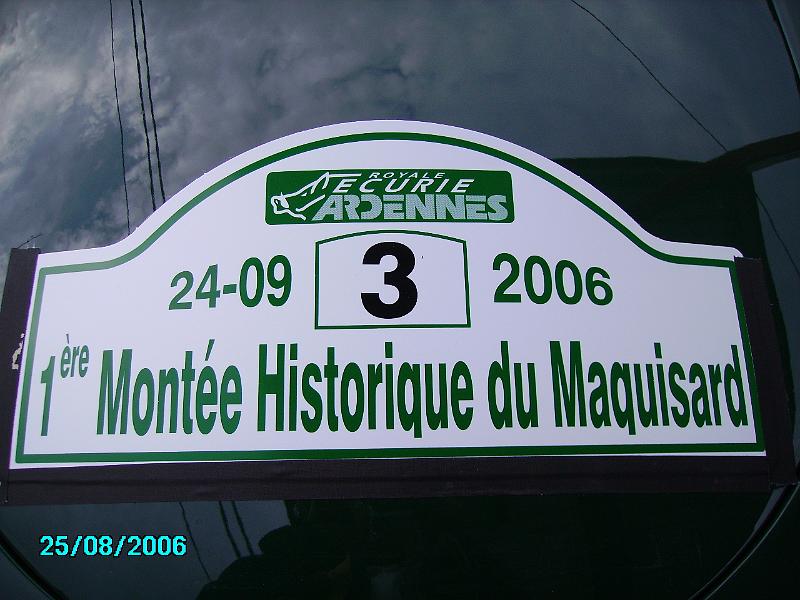 ROYALE
ECURIE
ARDENNES
24-09 3 2006
1ère Montée Historique du Maquisard
25/08/2006